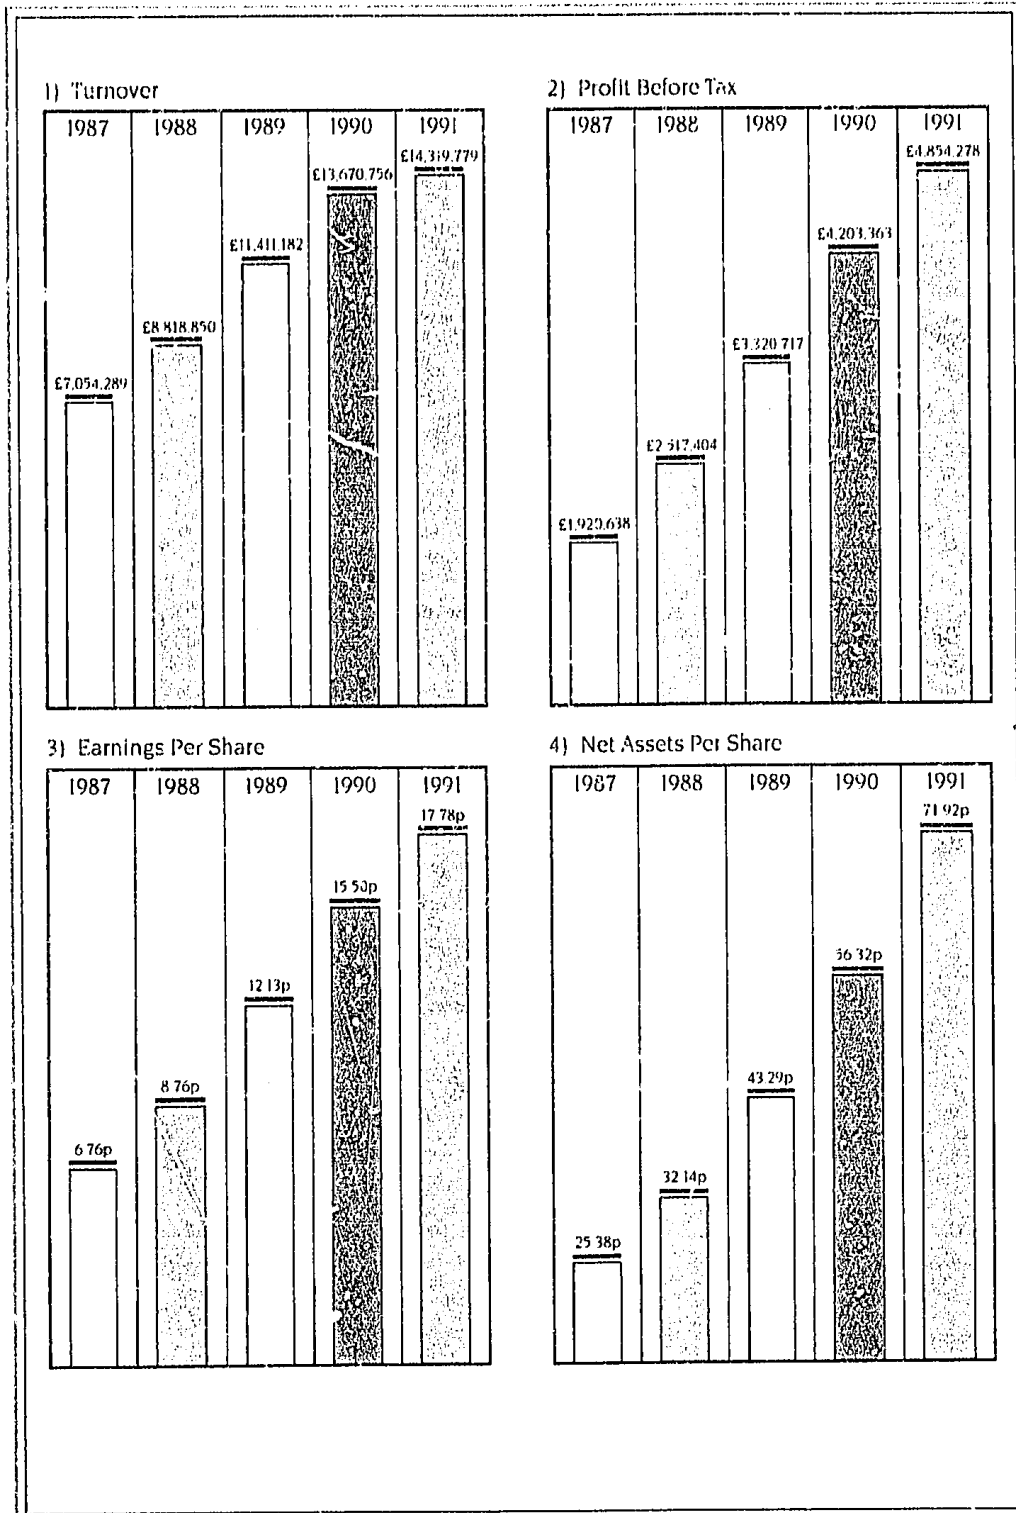 1) Turnover
1987 1988 1989 1990 1991
£7,054,289 £8,818,850 £11,411,182 £13,670,756 £14,319,779
2) Profit Before Tax
1987 1988 1989 1990 1991
£1,920,638 £3,320,717 £4,203,363 £4,854,278
3) Earnings Per Share
1987 1988 1989 1990 1991
6.76p 8.76p 12.13p 15.50p 17.78p
4) Net Assets Per Share
1987 1988 1989 1990 1991
25.38p 32.14p 43.29p 56.32p 71.92p